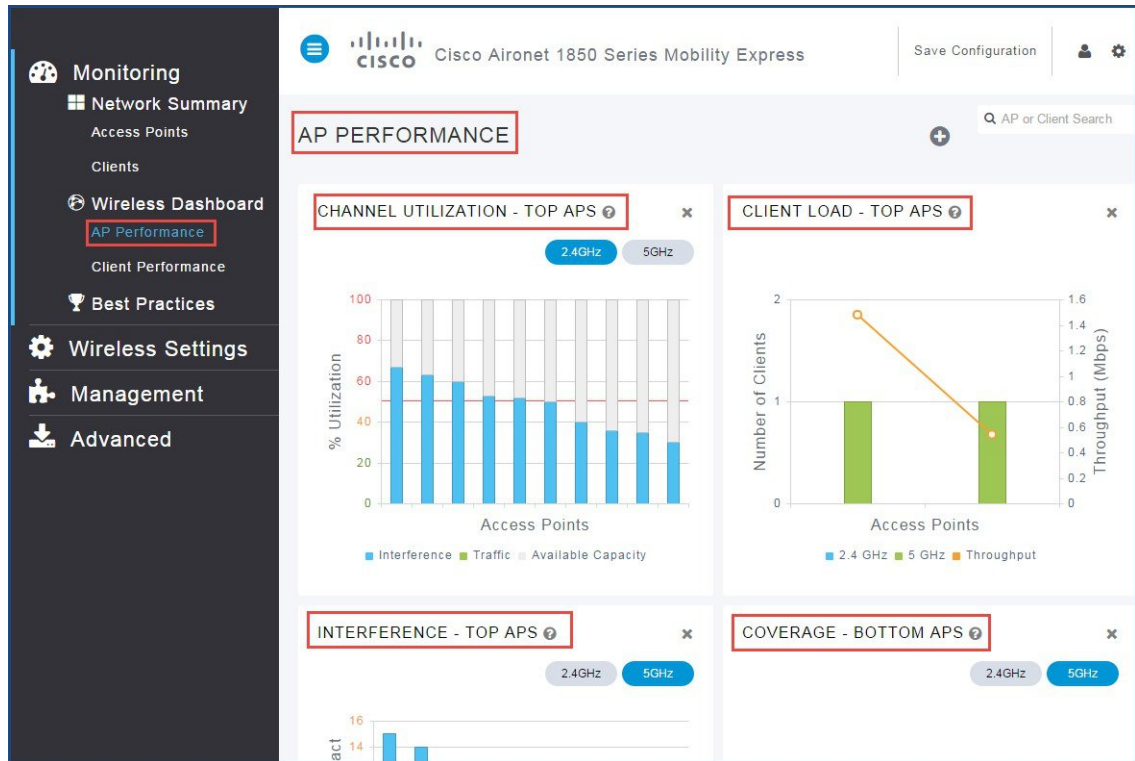 Monitoring
Network Summary
Access Points
Clients
Wireless Dashboard
AP Performance
Client Performance
Best Practices
Wireless Settings
Management
Advanced
CISCO
Cisco Aironet 1850 Series Mobility Express
Save Configuration
AP PERFORMANCE
AP or Client Search
CHANNEL UTILIZATION - TOP APS
2.4GHz 5GHz
100
80
60
40
20
0
% Utilization
Access Points
Interference Traffic Available Capacity
CLIENT LOAD - TOP APS
2
1
0
Number of Clients
1.6
1.4
1.2
1
0.8
0.6
0.4
0.2
0
Throughput (Mbps)
Access Points
2.4 GHz 5 GHz Throughput
INTERFERENCE - TOP APS
2.4GHz 5GHz
16
14
act
COVERAGE - BOTTOM APS
2.4GHz 5GHz